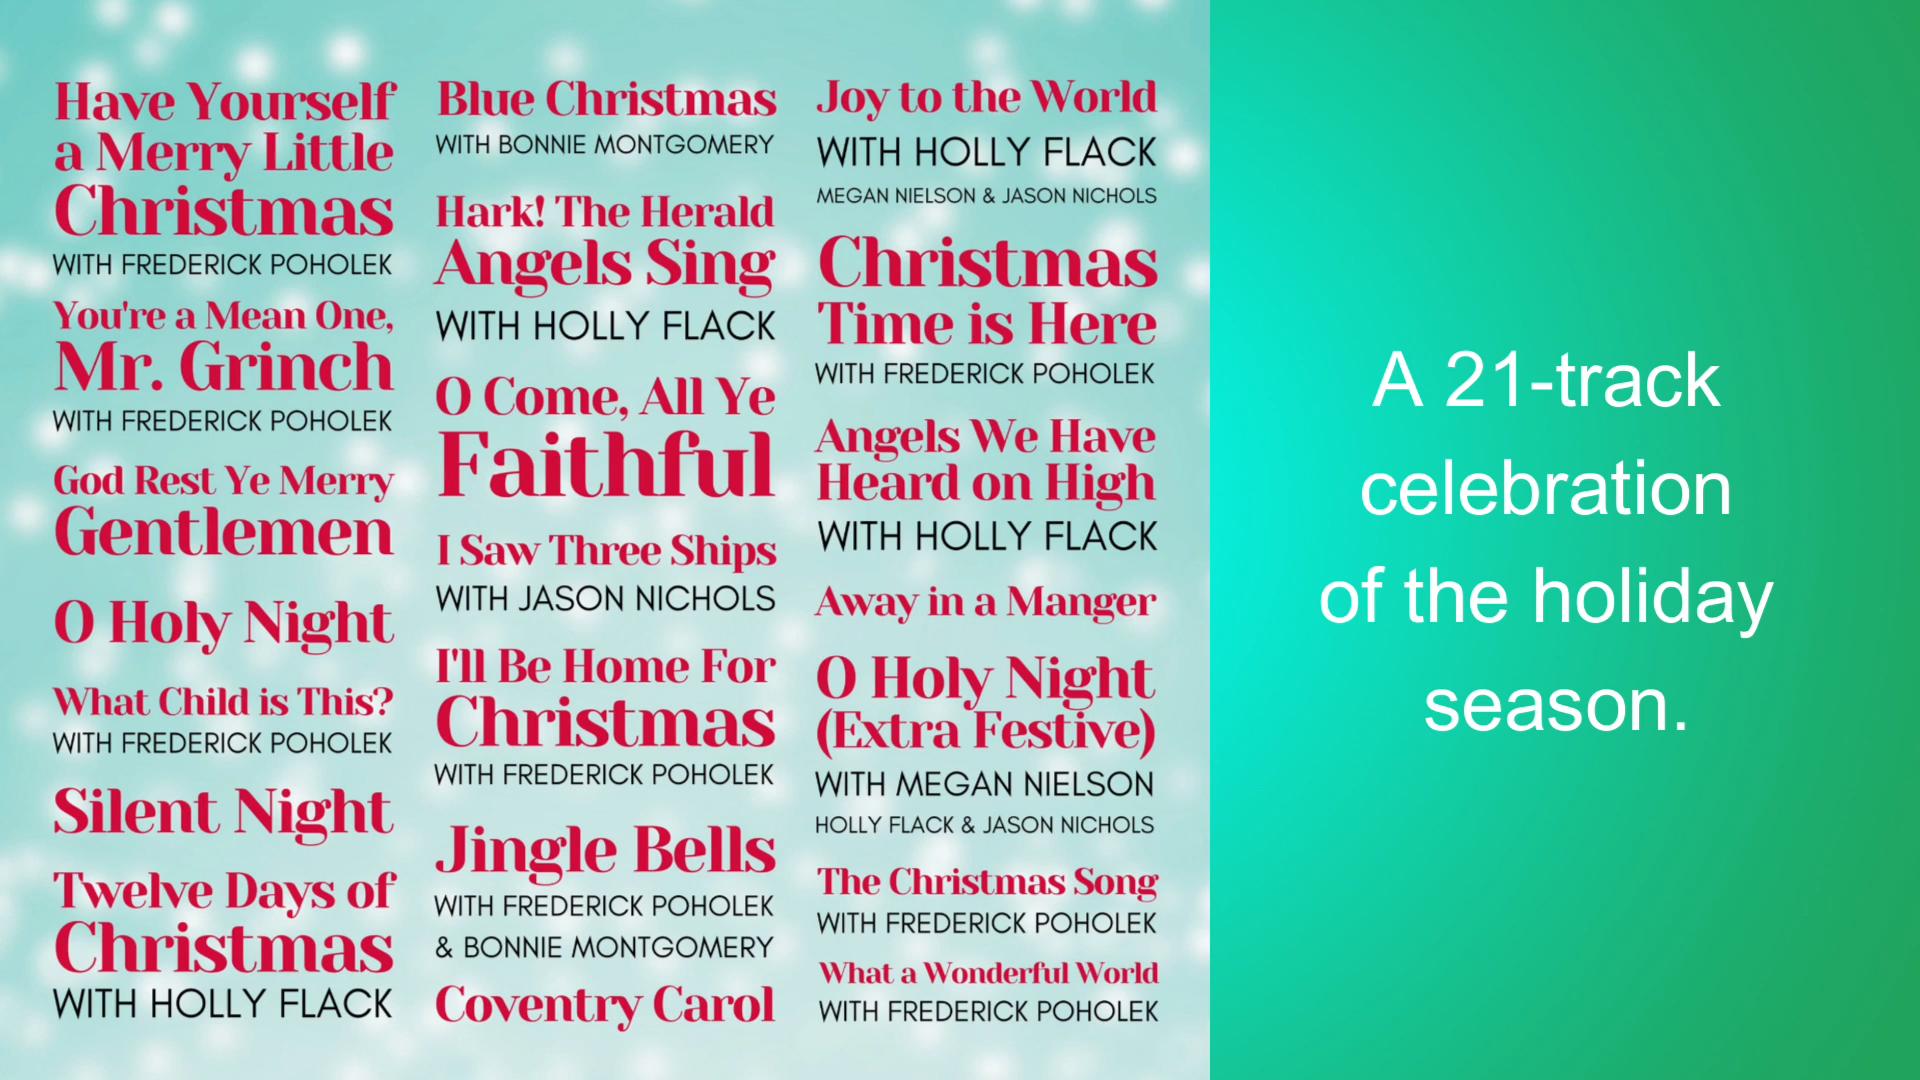 Have Yourself
a Merry Little
Christmas
WITH FREDERICK POHOLEK
You're a Mean One,
Mr. Grinch
WITH FREDERICK POHOLEK
God Rest Ye Merry
Gentlemen
O Holy Night
What Child is This?
WITH FREDERICK POHOLEK
Silent Night
Twelve Days of
Christmas
WITH HOLLY FLACK
Blue Christmas
WITH BONNIE MONTGOMERY
Hark! The Herald
Angels Sing
WITH HOLLY FLACK
O Come, All Ye
Faithful
I Saw Three Ships
WITH JASON NICHOLS
I'll Be Home For
Christmas
WITH FREDERICK POHOLEK
Jingle Bells
WITH FREDERICK POHOLEK
& BONNIE MONTGOMERY
Coventry Carol
Joy to the World
WITH HOLLY FLACK
MEGAN NIELSON & JASON NICHOLS
Christmas
Time is Here
WITH FREDERICK POHOLEK
Angels We Have
Heard on High
WITH HOLLY FLACK
Away in a Manger
O Holy Night
(Extra Festive)
WITH MEGAN NIELSON
HOLLY FLACK & JASON NICHOLS
The Christmas Song
WITH FREDERICK POHOLEK
What a Wonderful World
WITH FREDERICK POHOLEK
A 21-track
celebration
of the holiday
season.